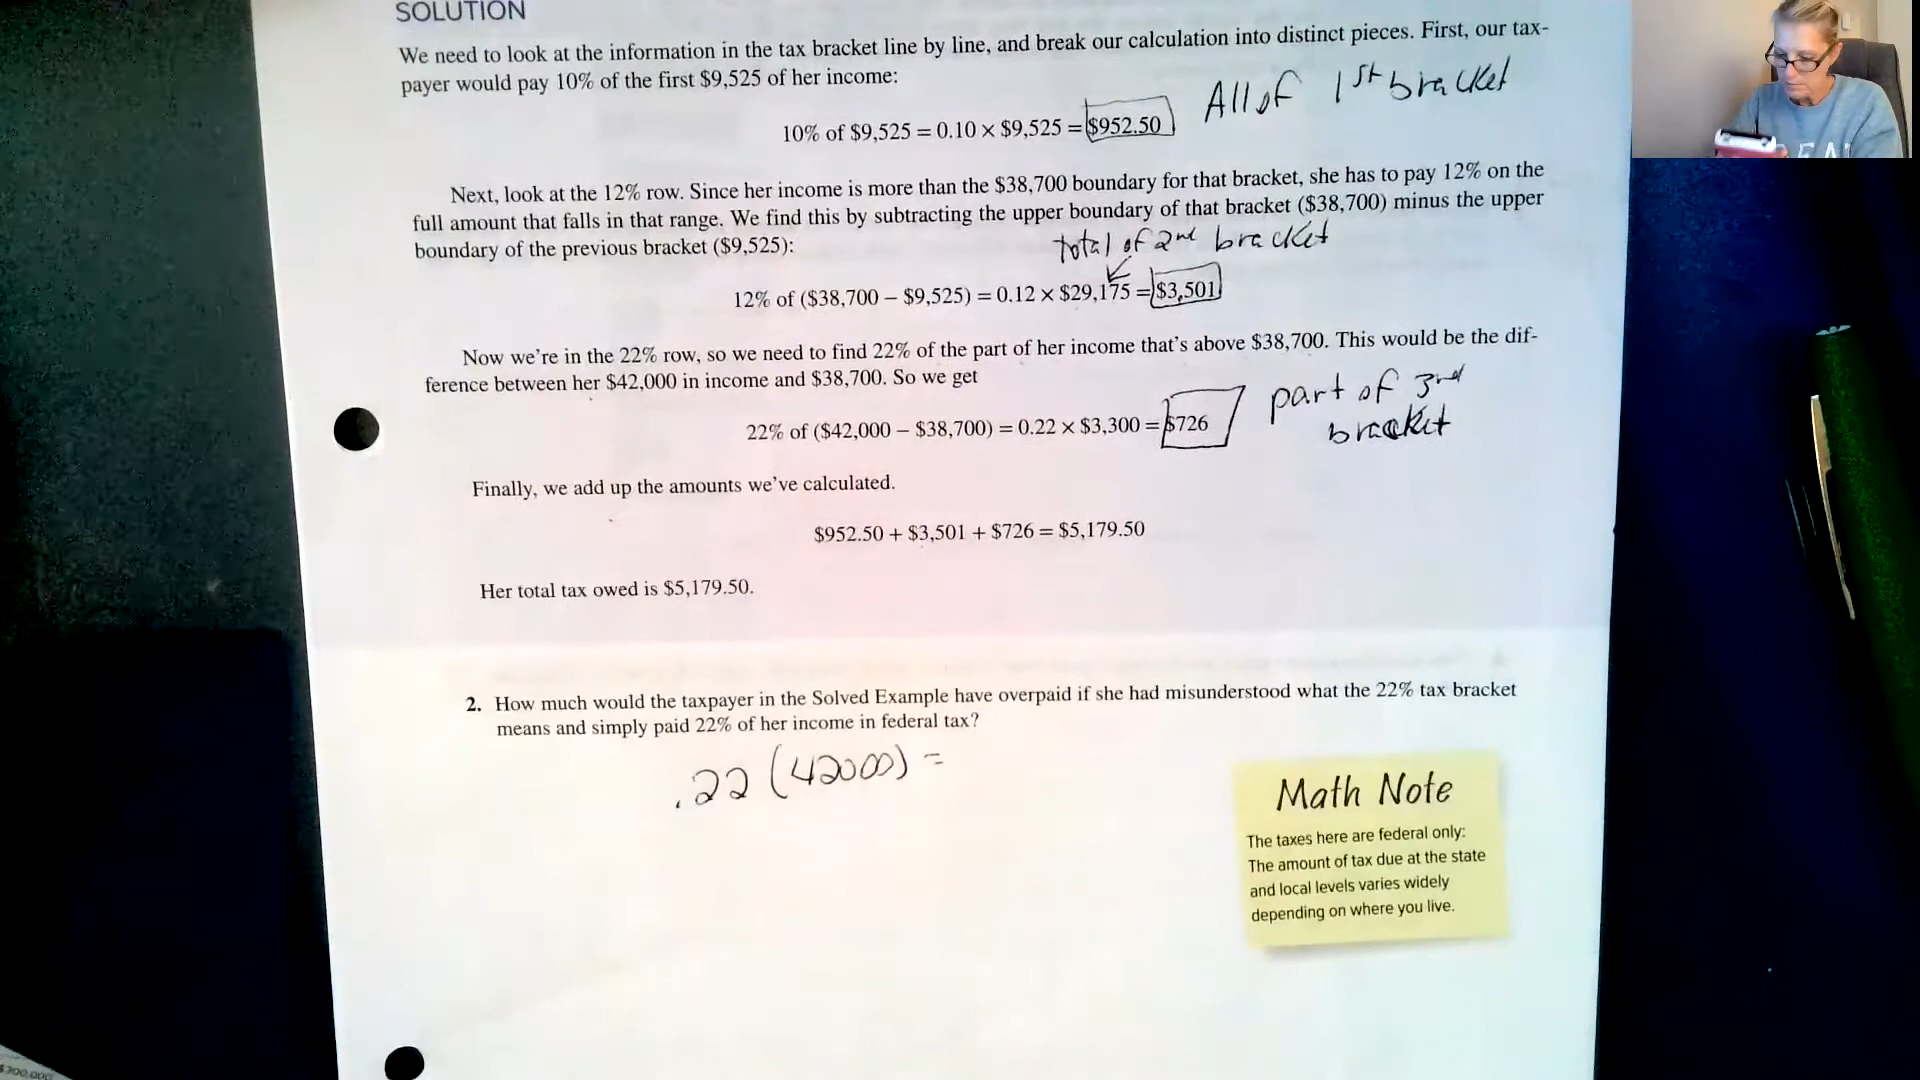 SOLUTION
We need to look at the information in the tax bracket line by line, and break our calculation into distinct pieces. First, our tax-
payer would pay 10% of the first $9,525 of her income:
All of 1st bracket
10% of $9,525 = 0.10 × $9,525 = $952.50
Next, look at the 12% row. Since her income is more than the $38,700 boundary for that bracket, she has to pay 12% on the
full amount that falls in that range. We find this by subtracting the upper boundary of that bracket ($38,700) minus the upper
boundary of the previous bracket ($9,525):
total of 2nd bracket
12% of ($38,700 – $9,525) = 0.12 × $29,175 = $3,501
Now we're in the 22% row, so we need to find 22% of the part of her income that's above $38,700. This would be the dif-
ference between her $42,000 in income and $38,700. So we get
part of 3rd
bracket
22% of ($42,000 – $38,700) = 0.22 × $3,300 = $726
Finally, we add up the amounts we've calculated.
$952.50 + $3,501 + $726 = $5,179.50
Her total tax owed is $5,179.50.
2. How much would the taxpayer in the Solved Example have overpaid if she had misunderstood what the 22% tax bracket
means and simply paid 22% of her income in federal tax?
.22 (42000) =
Math Note
The taxes here are federal only:
The amount of tax due at the state
and local levels varies widely
depending on where you live.